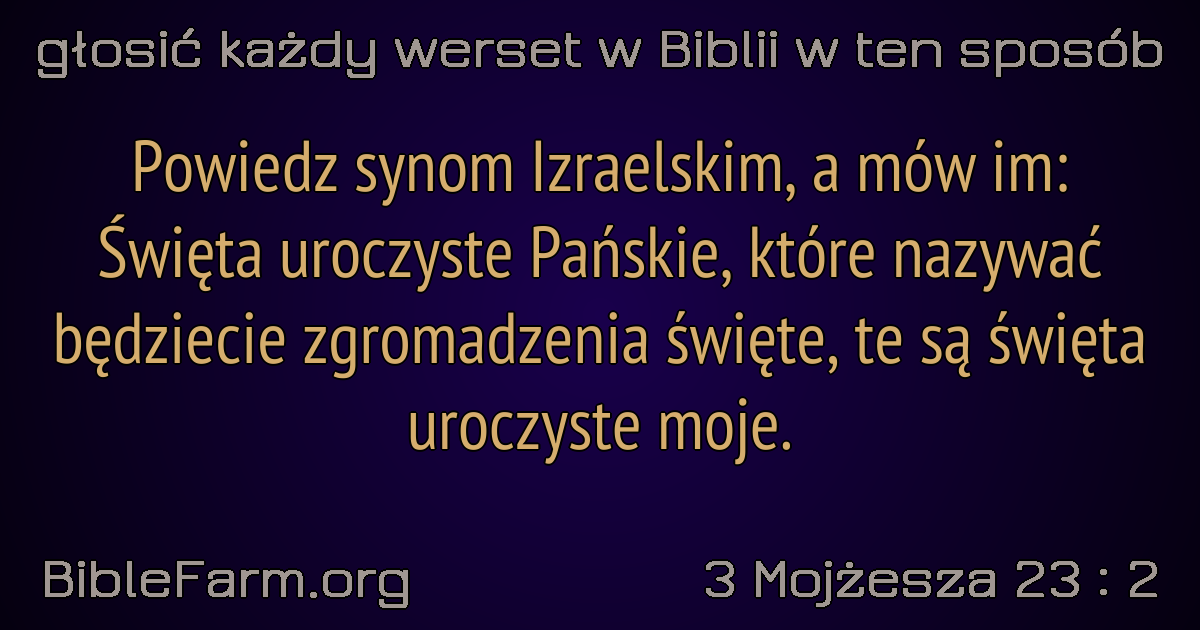 głosić każdy werset w Biblii w ten sposób
Powiedz synom Izraelskim, a mów im:
Święta uroczyste Pańskie, które nazywać
będziecie zgromadzenia święte, te są święta
uroczyste moje.
BibleFarm.org
3 Mojżesza 23 : 2